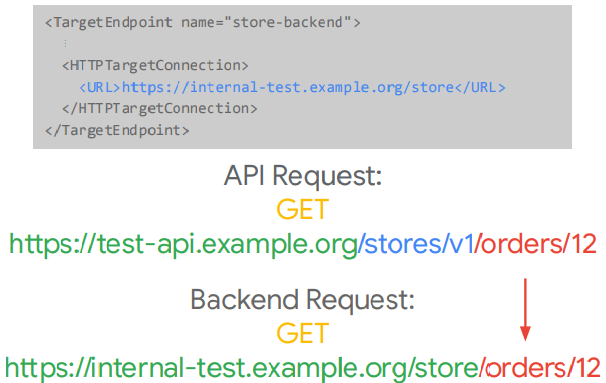 <TargetEndpoint name="store-backend">
⋮
<HTTPTargetConnection>
<URL>https://internal-test.example.org/store</URL>
</HTTPTargetConnection>
</TargetEndpoint>
API Request:
GET
https://test-api.example.org/stores/v1/orders/12
Backend Request:
GET
https://internal-test.example.org/store/orders/12